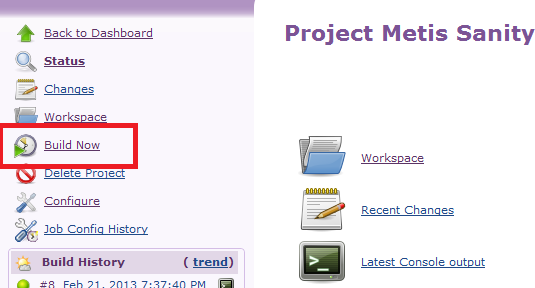 Back to Dashboard
Status
Changes
Workspace
Build Now
Delete Project
Configure
Job Config History
Build History (trend)
#8 Feb 21, 2013 7:37:40 PM
Project Metis Sanity
Workspace
Recent Changes
>_
Latest Console output